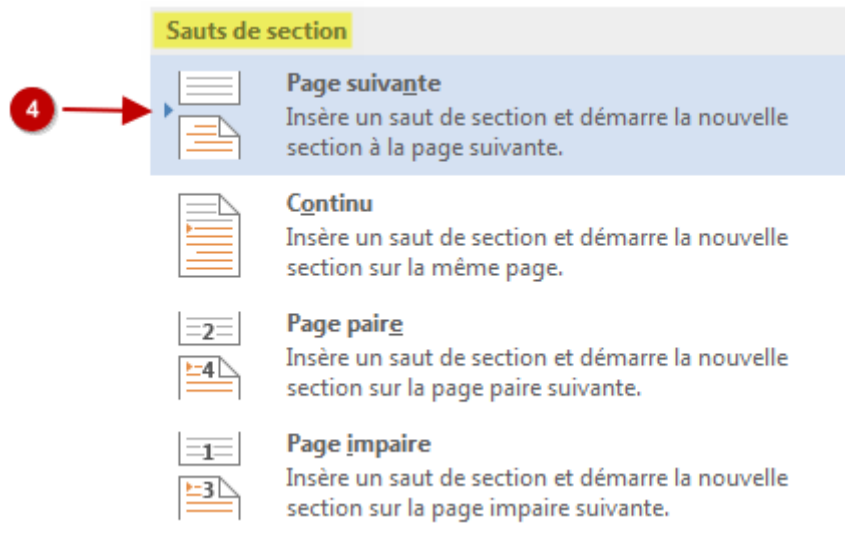 Sauts de section
4
Page suivante
Insère un saut de section et démarre la nouvelle
section à la page suivante.
Continu
Insère un saut de section et démarre la nouvelle
section sur la même page.
2
4
Page paire
Insère un saut de section et démarre la nouvelle
section sur la page paire suivante.
1
3
Page impaire
Insère un saut de section et démarre la nouvelle
section sur la page impaire suivante.